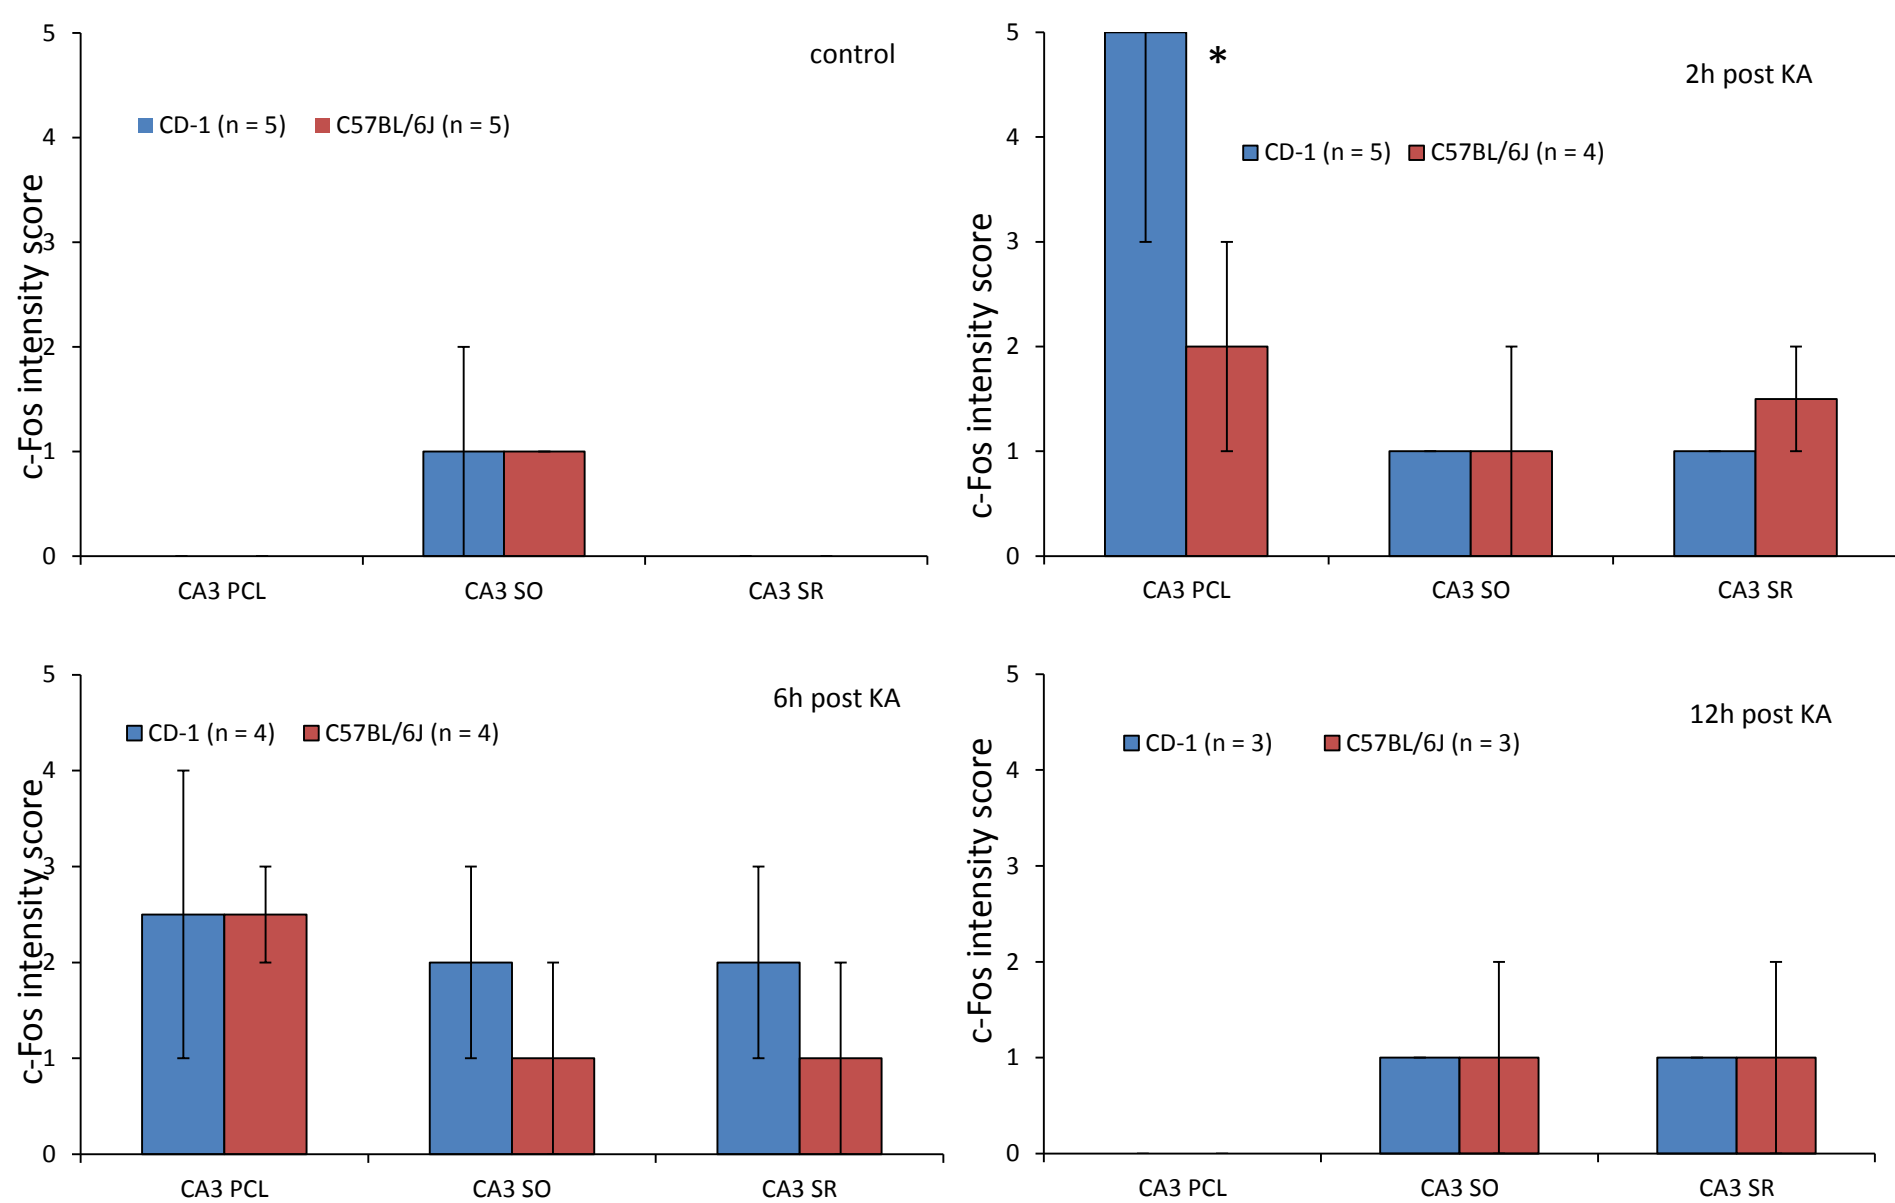 control
CD-1 (n = 5) C57BL/6J (n = 5)
c-Fos intensity score
5
4
3
2
1
0
CA3 PCL CA3 SO CA3 SR
2h post KA
*
CD-1 (n = 5) C57BL/6J (n = 4)
c-Fos intensity score
5
4
3
2
1
0
CA3 PCL CA3 SO CA3 SR
6h post KA
CD-1 (n = 4) C57BL/6J (n = 4)
c-Fos intensity score
5
4
3
2
1
0
CA3 PCL CA3 SO CA3 SR
12h post KA
CD-1 (n = 3) C57BL/6J (n = 3)
c-Fos intensity score
5
4
3
2
1
0
CA3 PCL CA3 SO CA3 SR